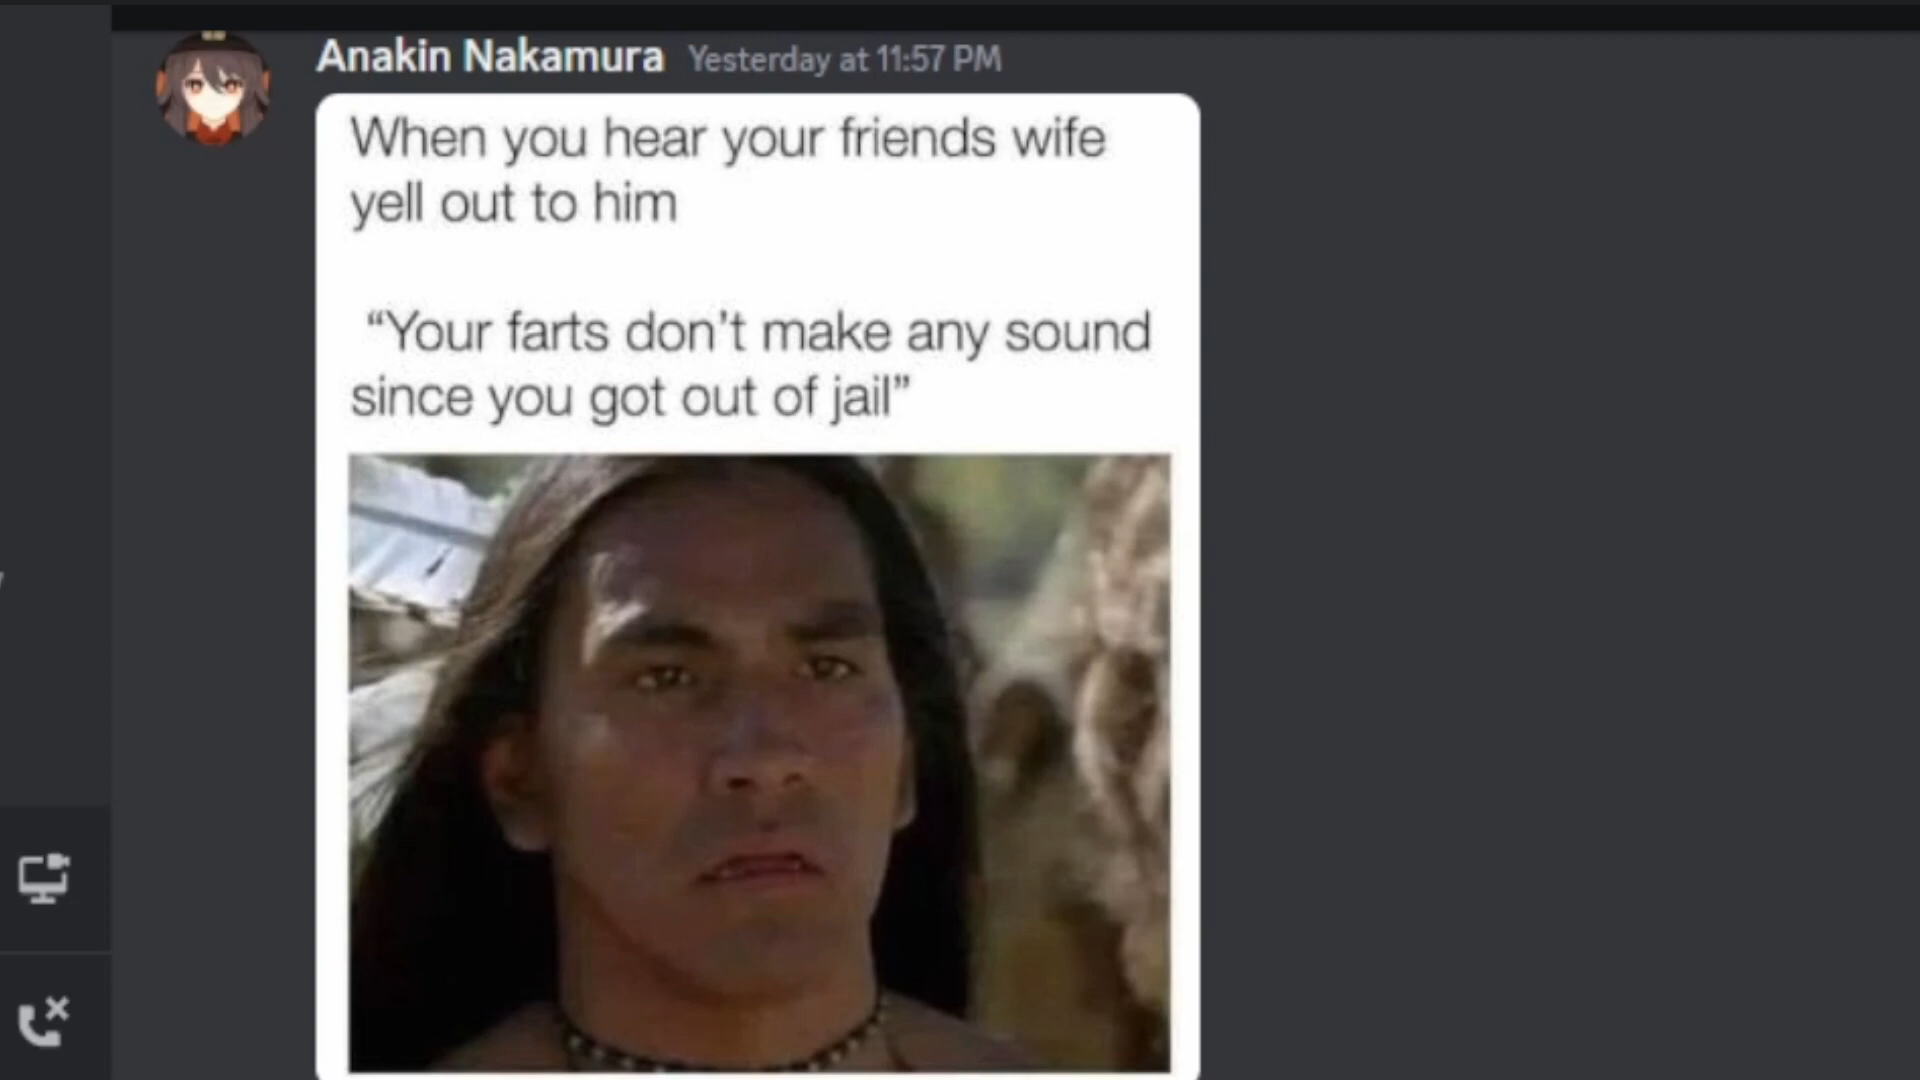 Anakin Nakamura Yesterday at 11:57 PM
When you hear your friends wife
yell out to him
“Your farts don’t make any sound
since you got out of jail”